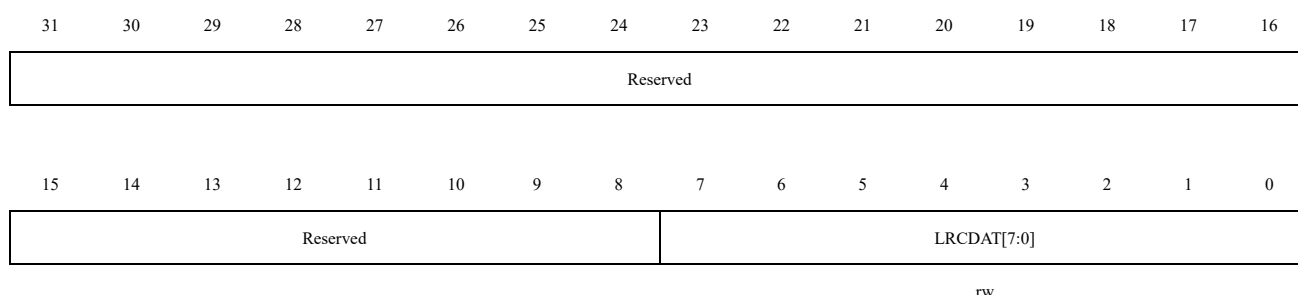 31 30 29 28 27 26 25 24 23 22 21 20 19 18 17 16
Reserved
15 14 13 12 11 10 9 8 7 6 5 4 3 2 1 0
Reserved LRCDAT[7:0]
rw